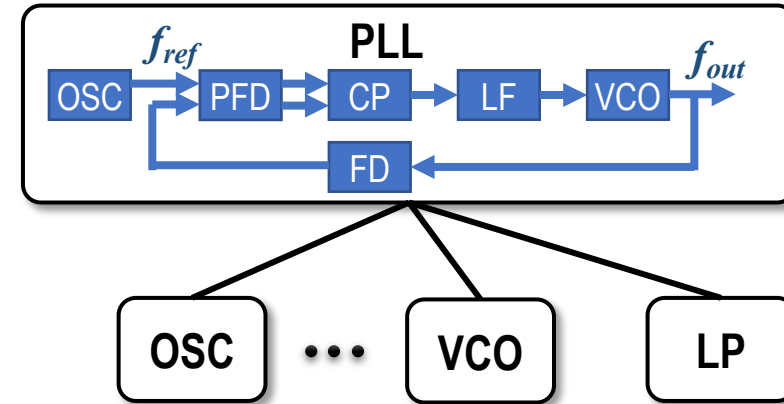 PLL
f_ref
f_out
OSC
PFD
CP
LF
VCO
FD
OSC
•••
VCO
LP